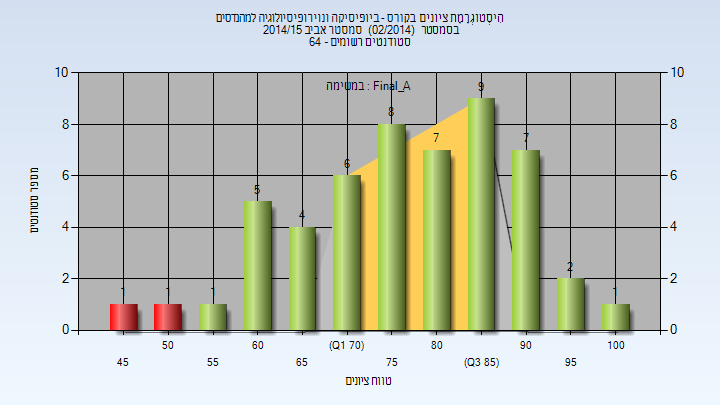 הִיסְטוֹגְרָמַת ציונים בקורס - ביופיסיקה ונוירופיסיולוגיה למהנדסים
בסמסטר (02/2014) סמסטר אביב 2014/15
סטודנטים רשומים - 64
במשימה : Final_A
מספר סטודנטים
10 10
8 8
6 6
4 4
2 2
0 0
1 1 1 5 4 6 8 7 9 7 2 1
45 50 55 60 65 (Q1 70) 75 80 (Q3 85) 90 95 100
טווח ציונים